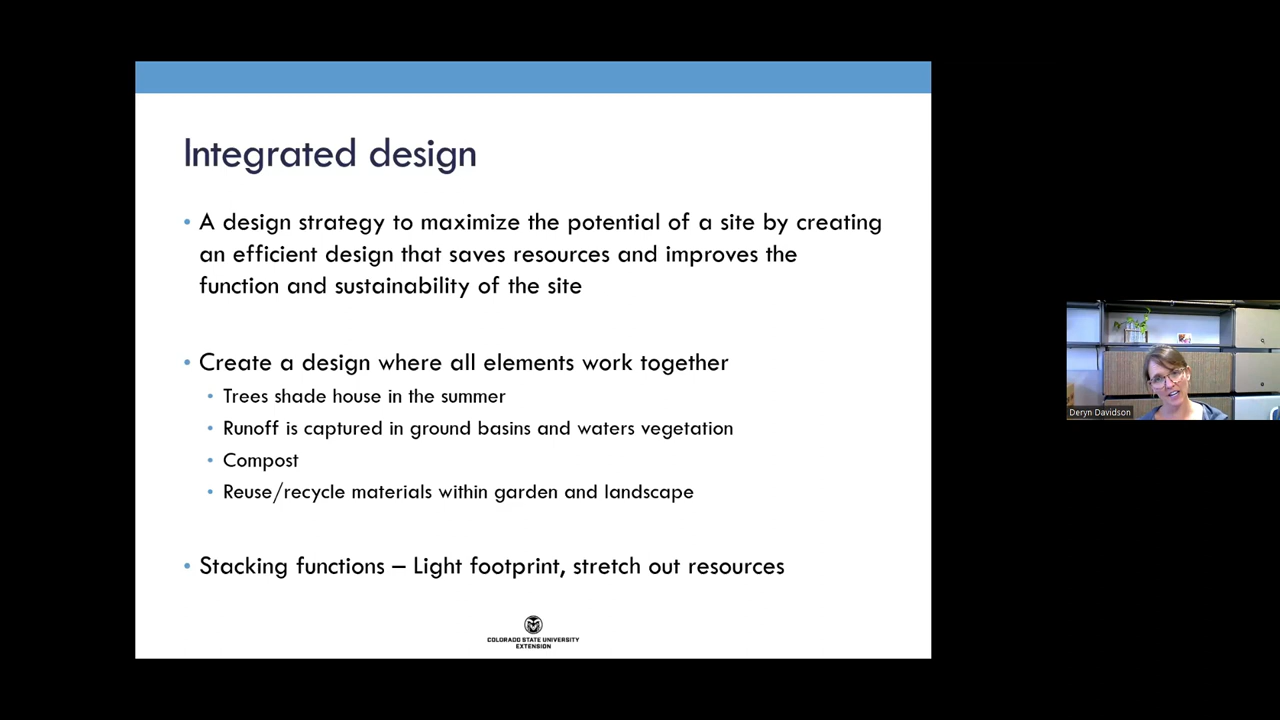 Integrated design
• A design strategy to maximize the potential of a site by creating
an efficient design that saves resources and improves the
function and sustainability of the site
• Create a design where all elements work together
• Trees shade house in the summer
• Runoff is captured in ground basins and waters vegetation
• Compost
• Reuse/recycle materials within garden and landscape
• Stacking functions – Light footprint, stretch out resources
COLORADO STATE UNIVERSITY
EXTENSION
Deryn Davidson